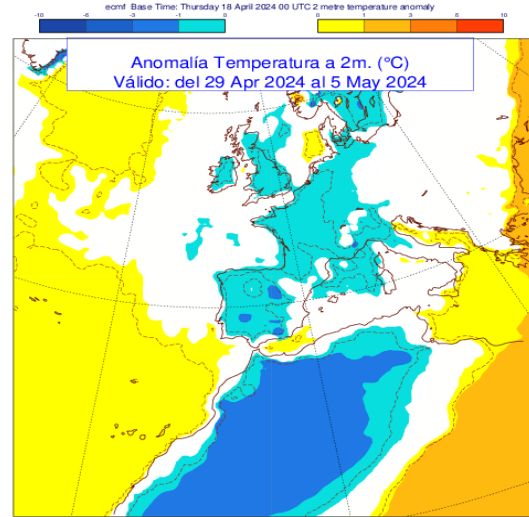 ecmf Base Time: Thursday 18 April 2024 00 UTC 2 metre temperature anomaly
-10 -6 -3 -1 0 0 1 3 6 10
Anomalía Temperatura a 2m. (°C)
Válido: del 29 Apr 2024 al 5 May 2024